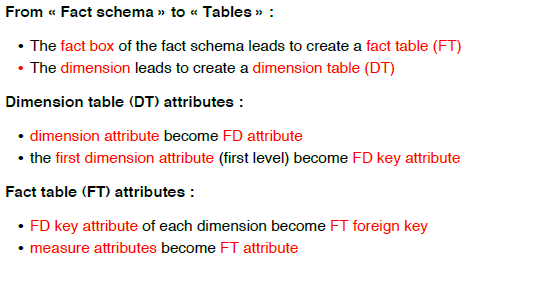 From « Fact schema » to « Tables » :
• The fact box of the fact schema leads to create a fact table (FT)
• The dimension leads to create a dimension table (DT)
Dimension table (DT) attributes :
• dimension attribute become FD attribute
• the first dimension attribute (first level) become FD key attribute
Fact table (FT) attributes :
• FD key attribute of each dimension become FT foreign key
• measure attributes become FT attribute